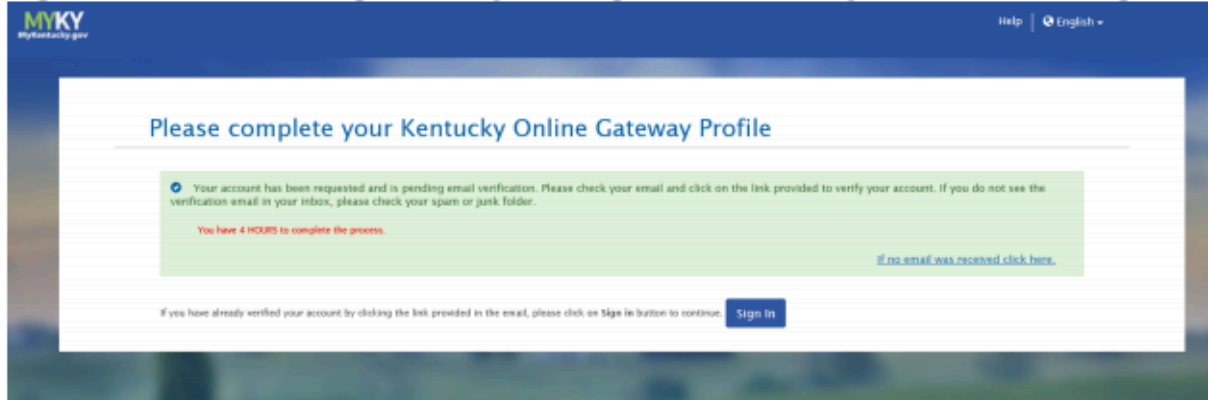 MYKY
MyKentucky.gov
Help
English
Please complete your Kentucky Online Gateway Profile
Your account has been requested and is pending email verification. Please check your email and click on the link provided to verify your account. If you do not see the
verification email in your inbox, please check your spam or junk folder.
You have 4 HOURS to complete the process.
If no email was received click here.
If you have already verified your account by clicking the link provided in the email, please click on Sign in button to continue. Sign In